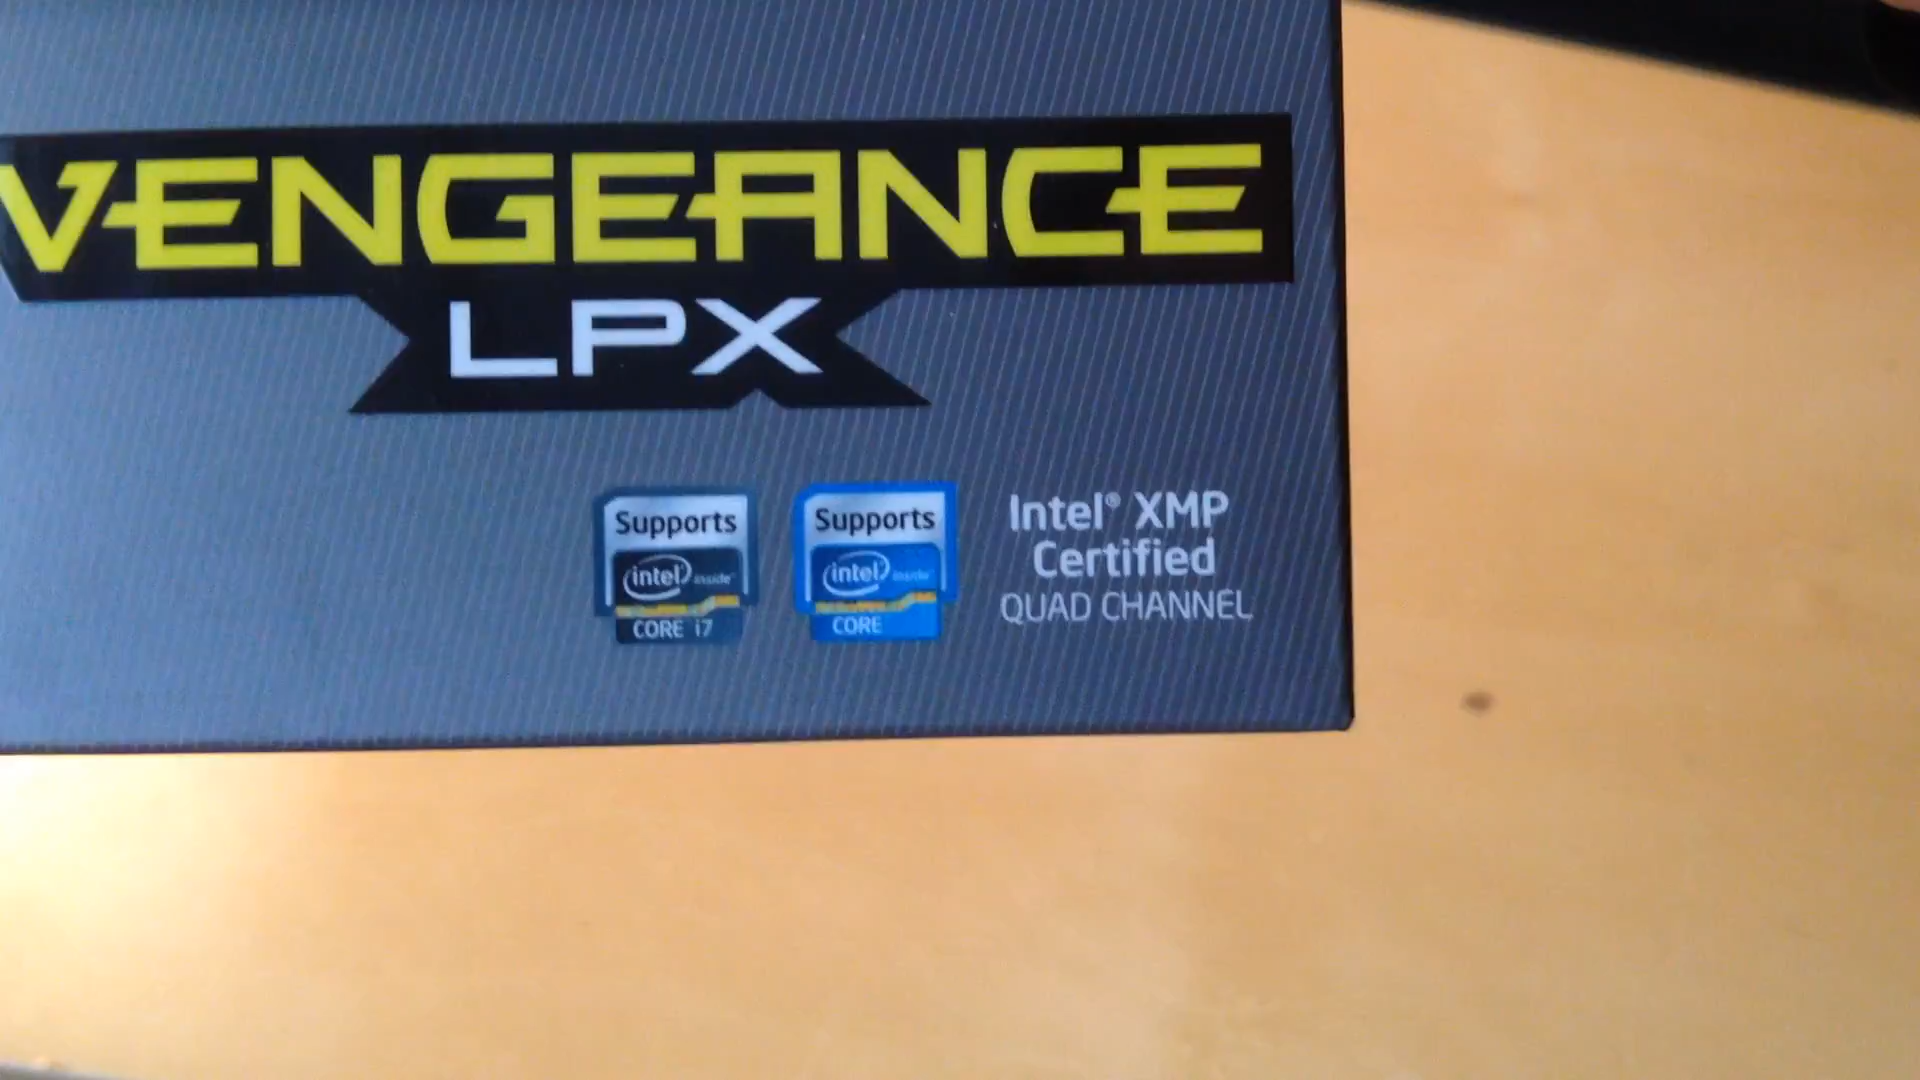 VENGEANCE
LPX
Supports
intel inside
CORE i7
Supports
intel inside
CORE
Intel® XMP
Certified
QUAD CHANNEL